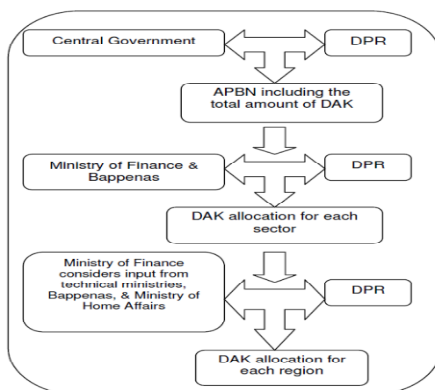 Central Government
DPR
APBN including the
total amount of DAK
Ministry of Finance &
Bappenas
DPR
DAK allocation for each
sector
Ministry of Finance
considers input from
technical ministries,
Bappenas, & Ministry of
Home Affairs
DPR
DAK allocation for
each region